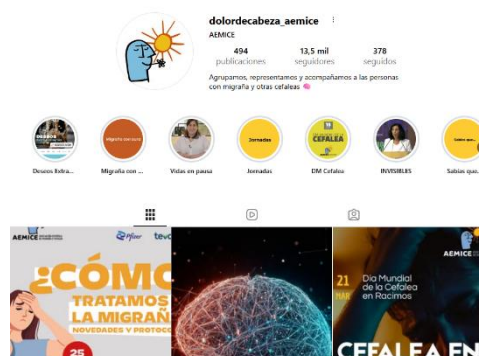 dolordecabeza_aemice
AEMICE
494 13,5 mil 378
publicaciones seguidores seguidos
Agrupamos, representamos y acompañamos a las personas
con migraña y otras cefaleas
Deseos Extra... Migraña con ... Vidas en pausa Jornadas DM Cefalea INVISIBLES Sabías que...
AEMICE Pfizer teva
¿CÓMO
TRATAMOS
LA MIGRAÑ
NOVEDADES Y PROTOCO
25
AEMICE
21 Día Mundial
MAR de la Cefalea
en Racimos
CEFALEA EN